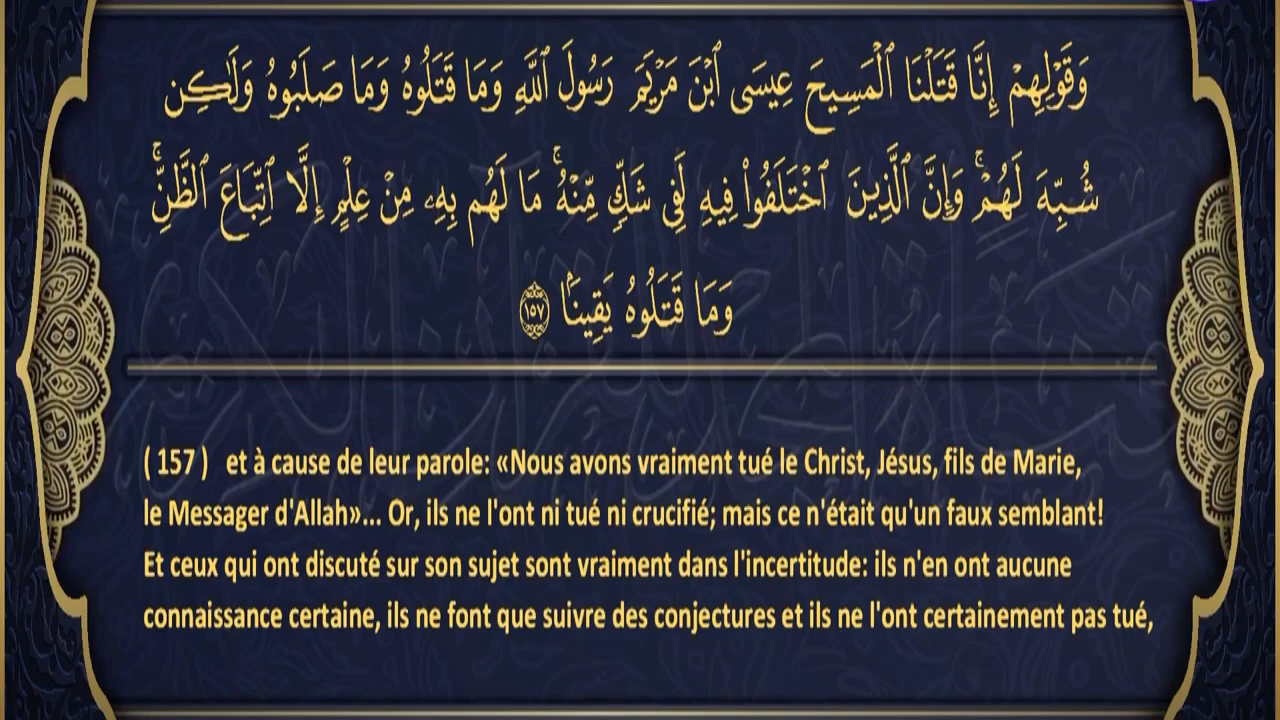 وَقَوْلِهِمْ إِنَّا قَتَلْنَا ٱلْمَسِيحَ عِيسَى ٱبْنَ مَرْيَمَ رَسُولَ ٱللَّهِ وَمَا قَتَلُوهُ وَمَا صَلَبُوهُ وَلَٰكِن
شُبِّهَ لَهُمْ ۚ وَإِنَّ ٱلَّذِينَ ٱخْتَلَفُوا۟ فِيهِ لَفِى شَكٍّ مِّنْهُ ۚ مَا لَهُم بِهِۦ مِنْ عِلْمٍ إِلَّا ٱتِّبَاعَ ٱلظَّنِّ ۚ
وَمَا قَتَلُوهُ يَقِينًۢا ١٥٧
( 157 ) et à cause de leur parole: «Nous avons vraiment tué le Christ, Jésus, fils de Marie,
le Messager d'Allah»... Or, ils ne l'ont ni tué ni crucifié; mais ce n'était qu'un faux semblant!
Et ceux qui ont discuté sur son sujet sont vraiment dans l'incertitude: ils n'en ont aucune
connaissance certaine, ils ne font que suivre des conjectures et ils ne l'ont certainement pas tué,